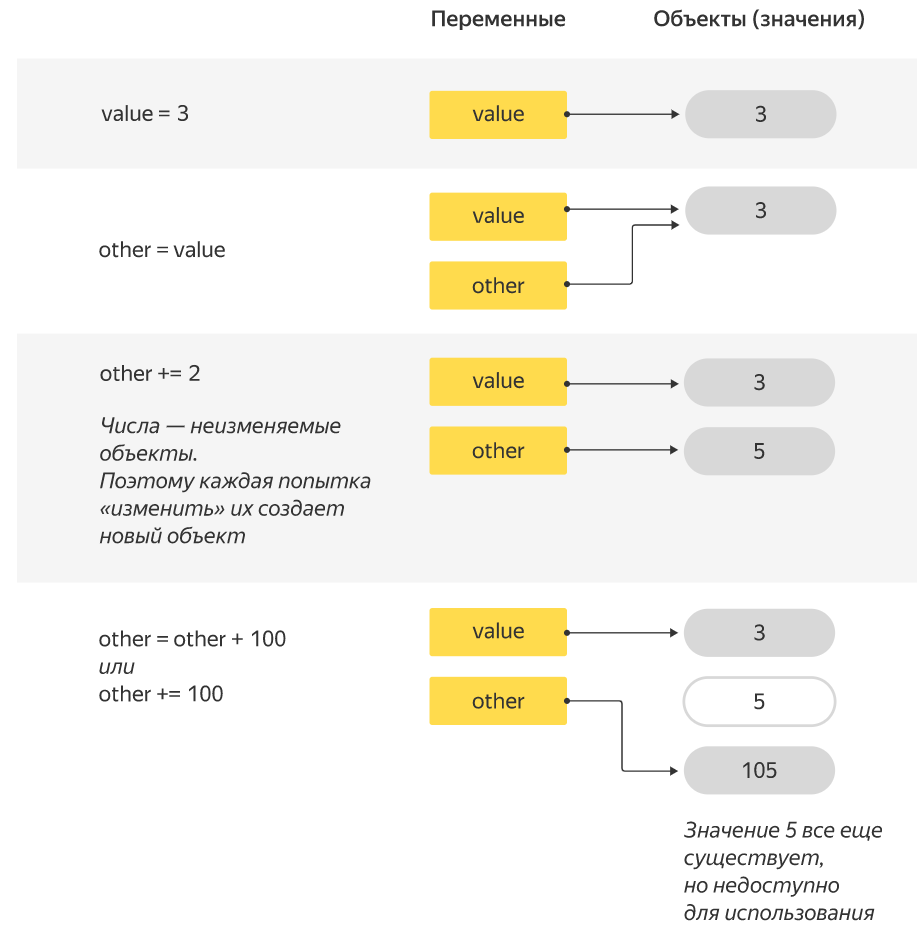 Переменные
Объекты (значения)
value = 3
value
3
other = value
value
3
other
other += 2
Числа — неизменяемые
объекты.
Поэтому каждая попытка
«изменить» их создает
новый объект
value
3
other
5
other = other + 100
или
other += 100
value
3
other
5
105
Значение 5 все еще
существует,
но недоступно
для использования